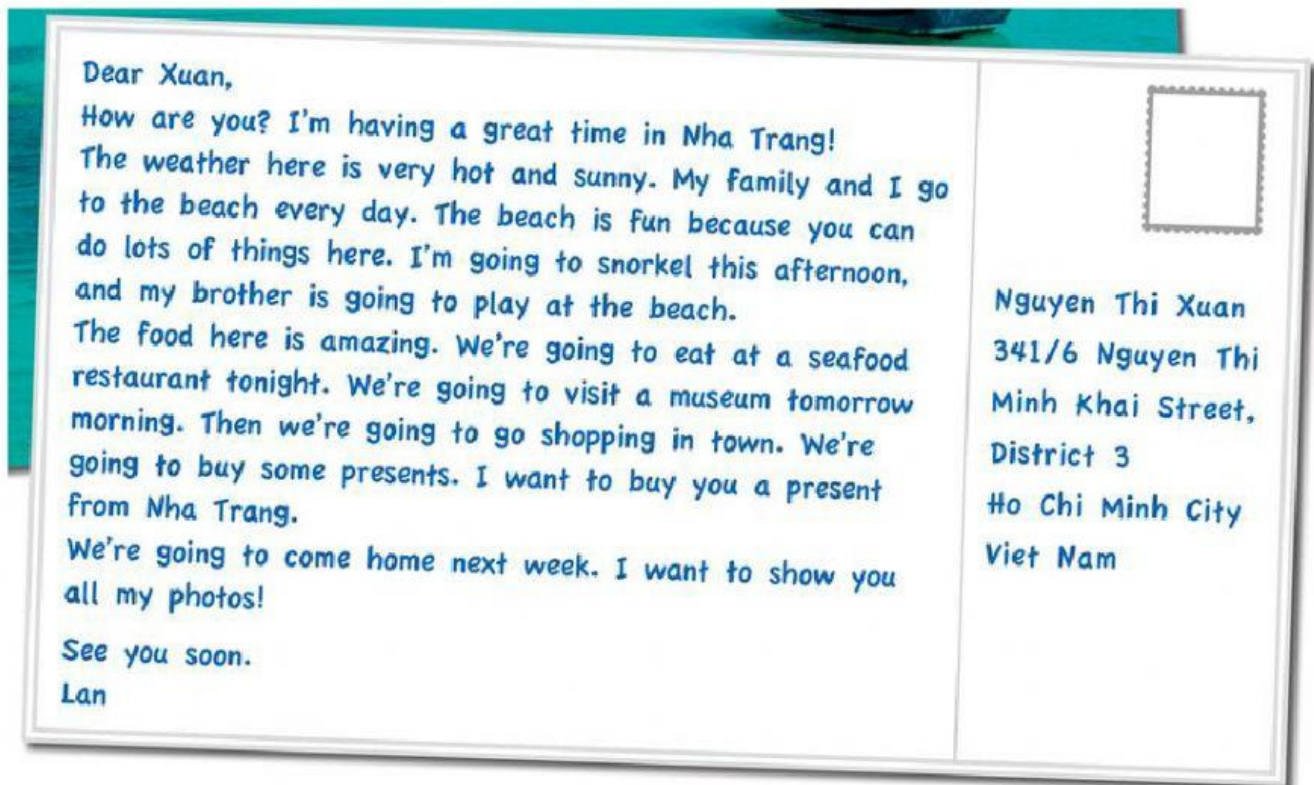 Dear Xuan,
How are you? I'm having a great time in Nha Trang!
The weather here is very hot and sunny. My family and I go
to the beach every day. The beach is fun because you can
do lots of things here. I'm going to snorkel this afternoon,
and my brother is going to play at the beach.
The food here is amazing. We're going to eat at a seafood
restaurant tonight. We're going to visit a museum tomorrow
morning. Then we're going to go shopping in town. We're
going to buy some presents. I want to buy you a present
from Nha Trang.
We're going to come home next week. I want to show you
all my photos!
See you soon.
Lan
Nguyen Thi Xuan
341/6 Nguyen Thi
Minh Khai Street,
District 3
Ho Chi Minh City
Viet Nam